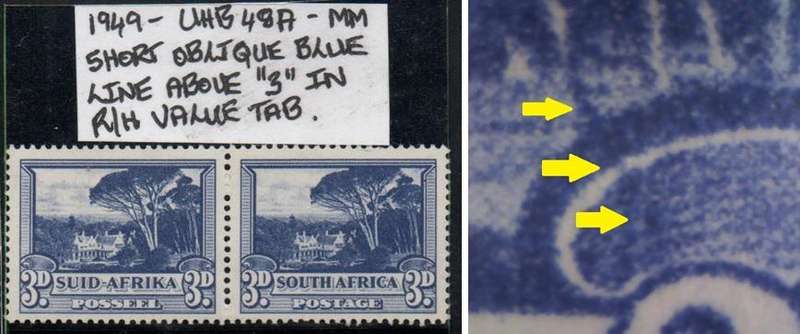 1949 - UHB 48A - MM
SHORT OBLIQUE BLUE
LINE ABOVE "3" IN
R/H VALUE TAB.
3D SUID-AFRIKA 3D
POSSEEL
3D SOUTH AFRICA 3D
POSTAGE